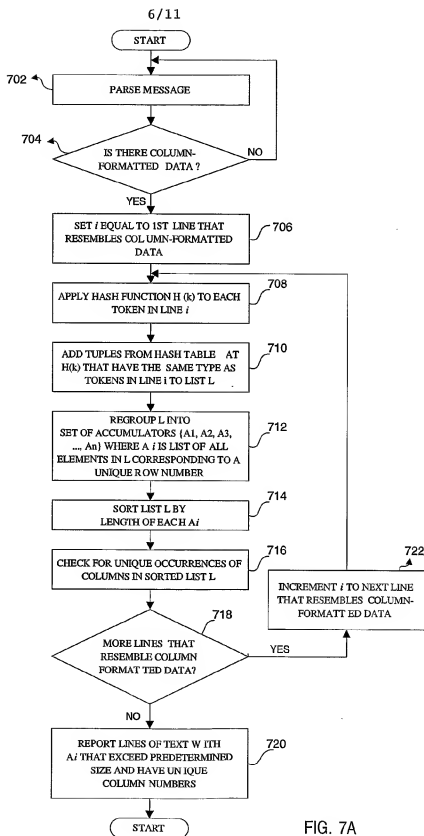 6/11
START
702
PARSE MESSAGE
704
IS THERE COLUMN-
FORMATTED DATA?
NO
YES
SET i EQUAL TO 1ST LINE THAT
RESEMBLES COLUMN-FORMATTED
DATA
706
APPLY HASH FUNCTION H (k) TO EACH
TOKEN IN LINE i
708
ADD TUPLES FROM HASH TABLE AT
H(k) THAT HAVE THE SAME TYPE AS
TOKENS IN LINE i TO LIST L
710
REGROUP L INTO
SET OF ACCUMULATORS {A1, A2, A3,
..., An} WHERE A i IS LIST OF ALL
ELEMENTS IN L CORRESPONDING TO A
UNIQUE ROW NUMBER
712
SORT LIST L BY
LENGTH OF EACH Ai
714
CHECK FOR UNIQUE OCCURRENCES OF
COLUMNS IN SORTED LIST L
716
722
INCREMENT i TO NEXT LINE
THAT RESEMBLES COLUMN-
FORMATT ED DATA
718
MORE LINES THAT
RESEMBLE COLUMN
FORMAT TED DATA?
YES
NO
REPORT LINES OF TEXT W ITH
Ai THAT EXCEED PREDETERMINED
SIZE AND HAVE UN IQUE
COLUMN NUMBERS
720
START
FIG. 7A